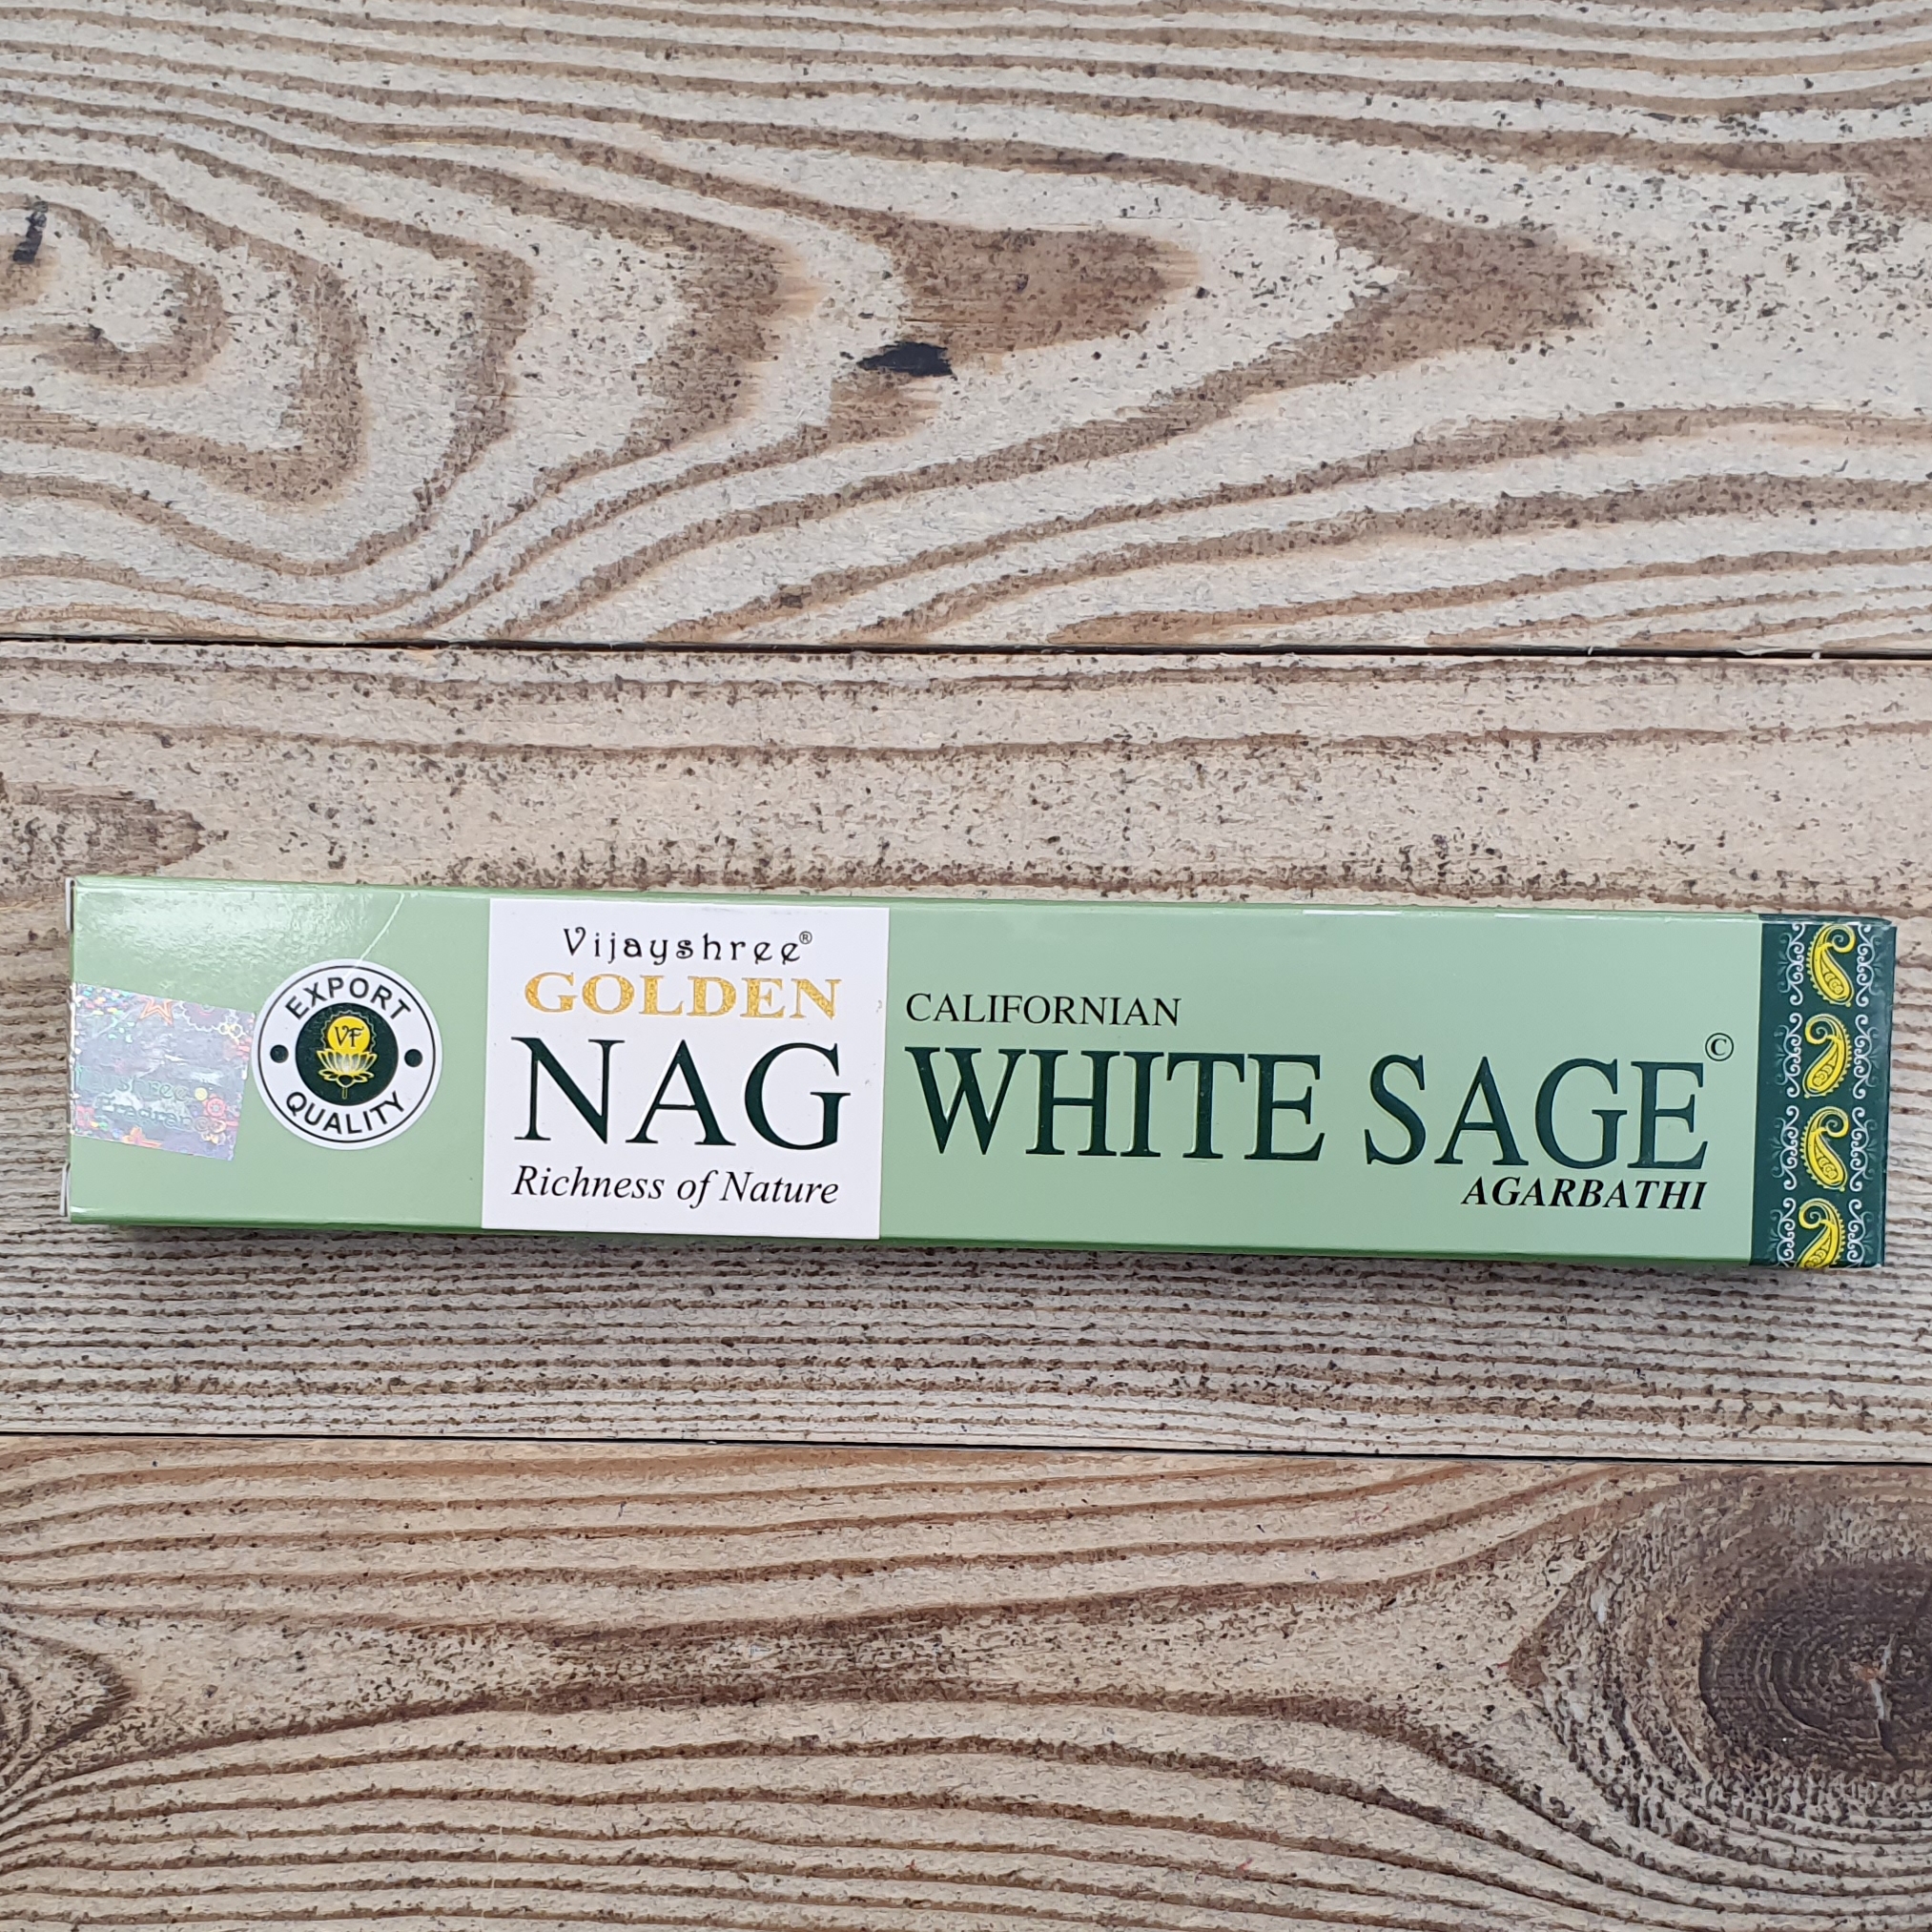 EXPORT
VF
QUALITY
Vijayshree®
GOLDEN
NAG
Richness of Nature
CALIFORNIAN
WHITE SAGE©
AGARBATHI